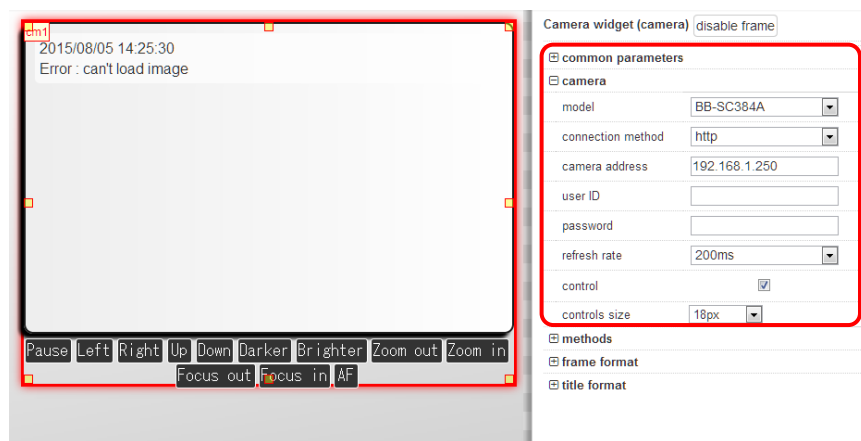 cm1
2015/08/05 14:25:30
Error : can't load image
Pause Left Right Up Down Darker Brighter Zoom out Zoom in
Focus out Focus in AF
Camera widget (camera) disable frame
common parameters
camera
model BB-SC384A
connection method http
camera address 192.168.1.250
user ID
password
refresh rate 200ms
control
controls size 18px
methods
frame format
title format